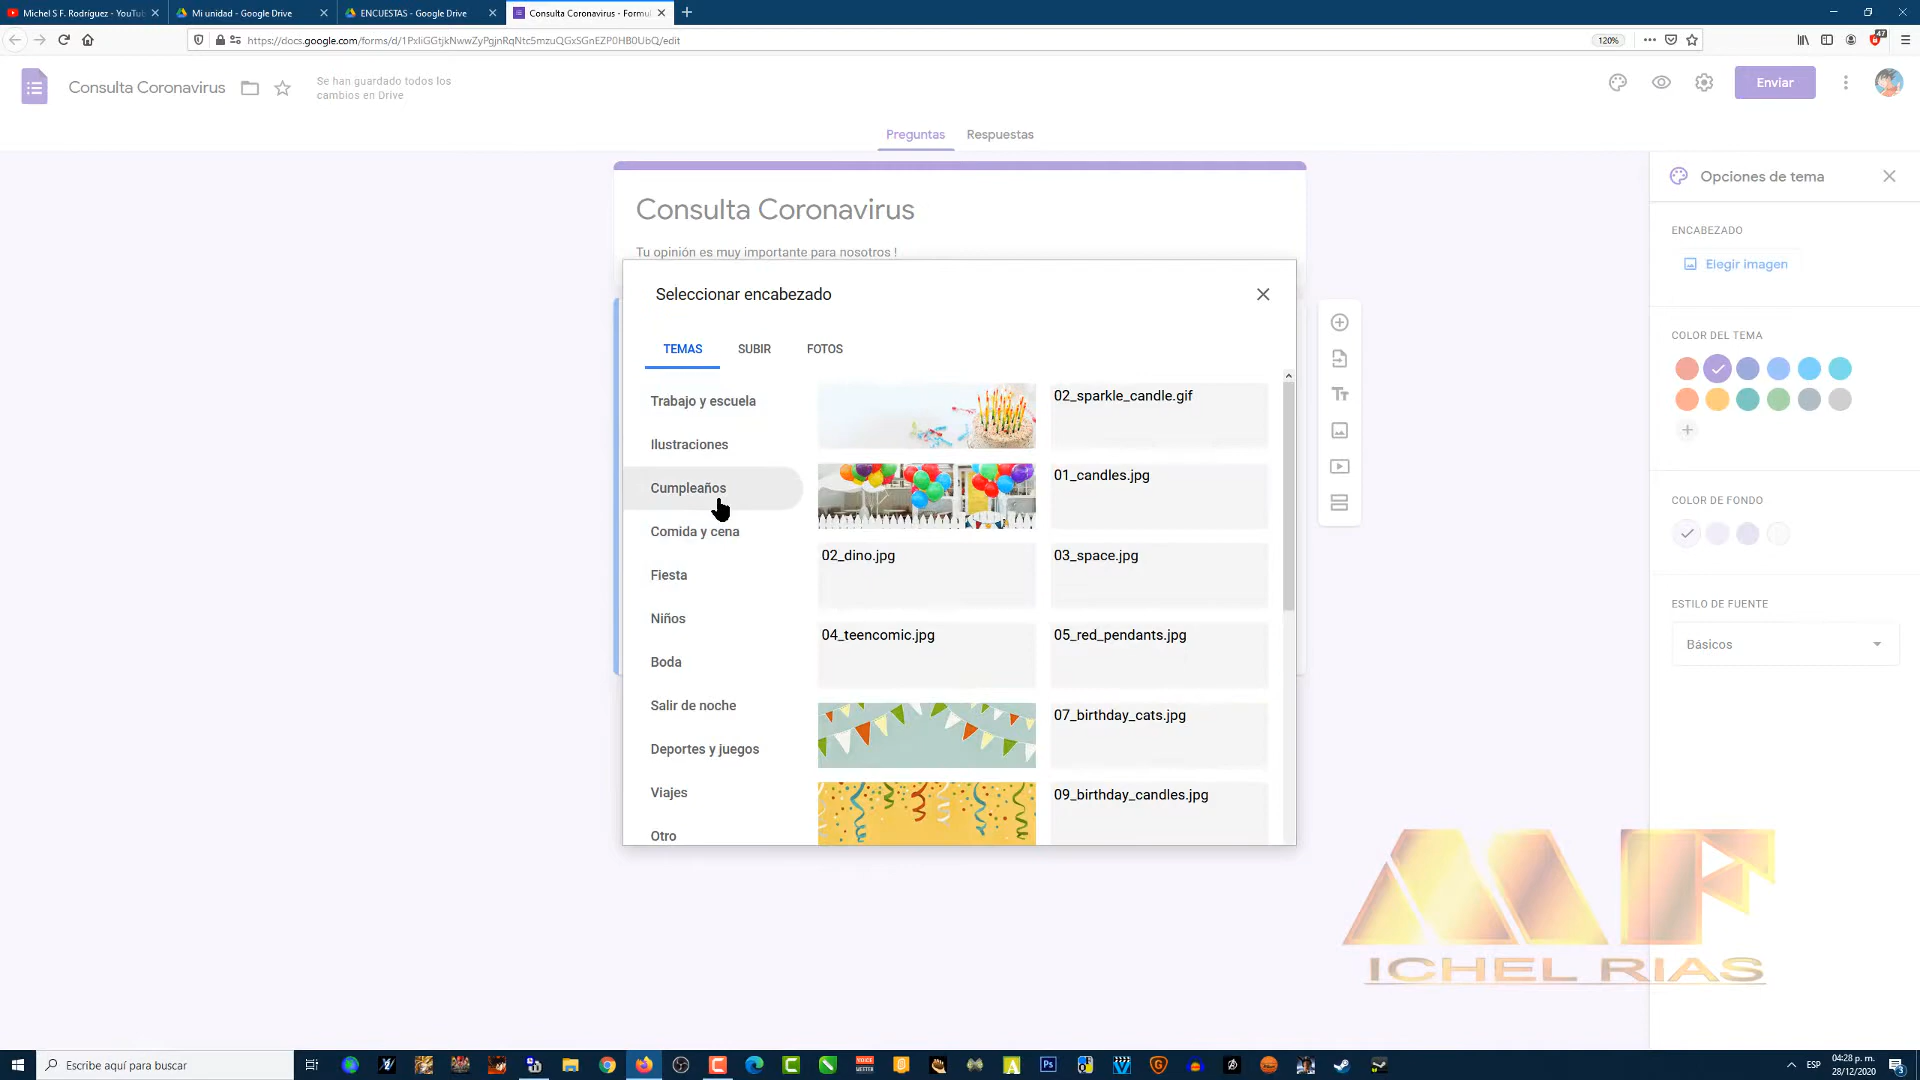 Michel S F. Rodríguez - YouTu
Mi unidad - Google Drive
ENCUESTAS - Google Drive
Consulta Coronavirus - Formul
https://docs.google.com/forms/d/1PxliGGtjkNwwZyPgjnRqNtc5mzuQGxSGnEZP0HB0UbQ/edit
120%
47
Consulta Coronavirus
Se han guardado todos los
cambios en Drive
Enviar
Preguntas
Respuestas
Consulta Coronavirus
Tu opinión es muy importante para nosotros !
Seleccionar encabezado
TEMAS
SUBIR
FOTOS
Trabajo y escuela
Ilustraciones
Cumpleaños
Comida y cena
Fiesta
Niños
Boda
Salir de noche
Deportes y juegos
Viajes
Otro
02_sparkle_candle.gif
01_candles.jpg
02_dino.jpg
03_space.jpg
04_teencomic.jpg
05_red_pendants.jpg
07_birthday_cats.jpg
09_birthday_candles.jpg
Opciones de tema
ENCABEZADO
Elegir imagen
COLOR DEL TEMA
COLOR DE FONDO
ESTILO DE FUENTE
Básicos
MF
ICHEL RIAS
Escribe aquí para buscar
ESP
04:28 p. m.
28/12/2020
3